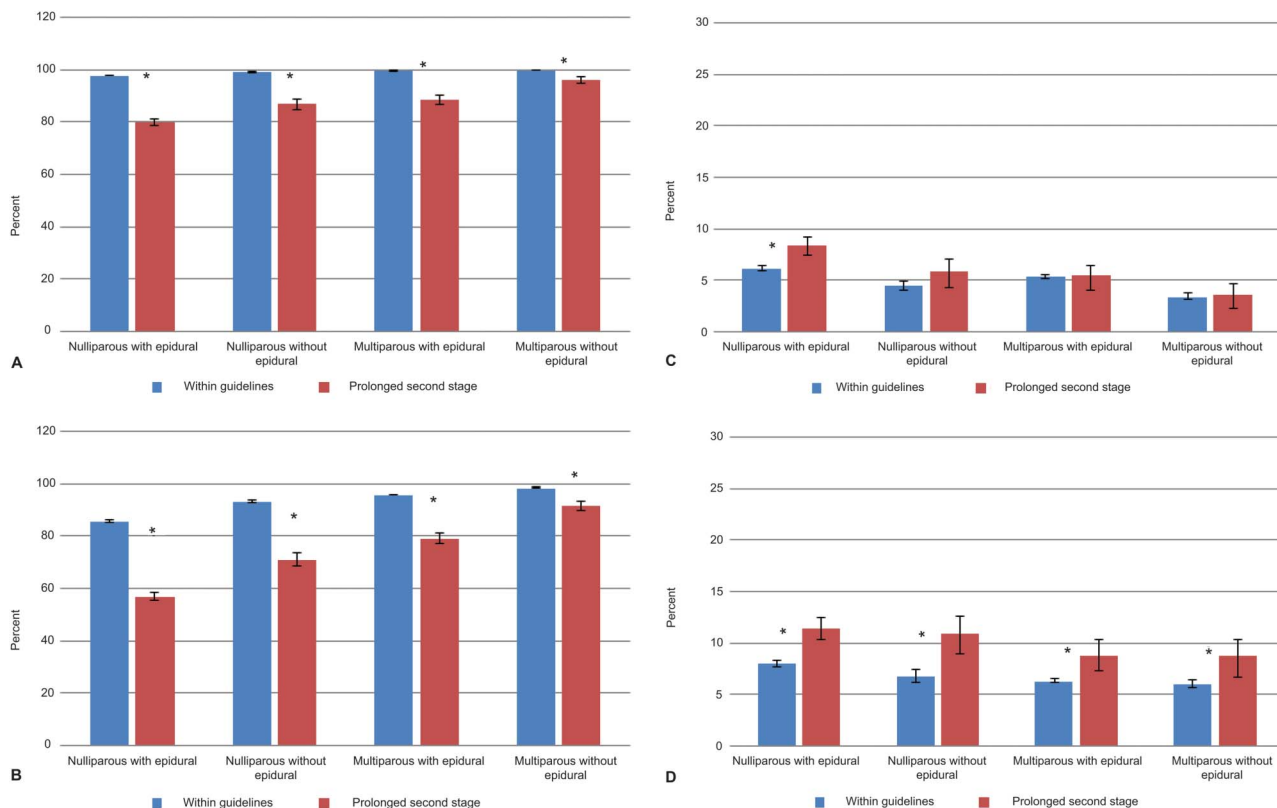 120
100
80
60
40
20
0
Percent
*
*
*
*
Nulliparous with epidural
Nulliparous without
epidural
Multiparous with epidural
Multiparous without
epidural
A
Within guidelines
Prolonged second stage
120
100
80
60
40
20
0
Percent
*
*
*
*
Nulliparous with epidural
Nulliparous without
epidural
Multiparous with epidural
Multiparous without
epidural
B
Within guidelines
Prolonged second stage
30
25
20
15
10
5
0
Percent
*
Nulliparous with epidural
Nulliparous without
epidural
Multiparous with epidural
Multiparous without
epidural
C
Within guidelines
Prolonged second stage
30
25
20
15
10
5
0
Percent
*
*
*
*
Nulliparous with epidural
Nulliparous without
epidural
Multiparous with epidural
Multiparous without
epidural
D
Within guidelines
Prolonged second stage